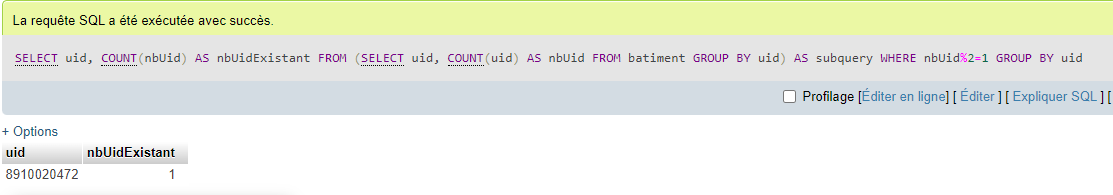 La requête SQL a été exécutée avec succès.
SELECT uid, COUNT(nbUid) AS nbUidExistant FROM (SELECT uid, COUNT(uid) AS nbUid FROM batiment GROUP BY uid) AS subquery WHERE nbUid%2=1 GROUP BY uid
Profilage [Éditer en ligne] [ Éditer ] [ Expliquer SQL ] [
+ Options
uid nbUidExistant
8910020472 1